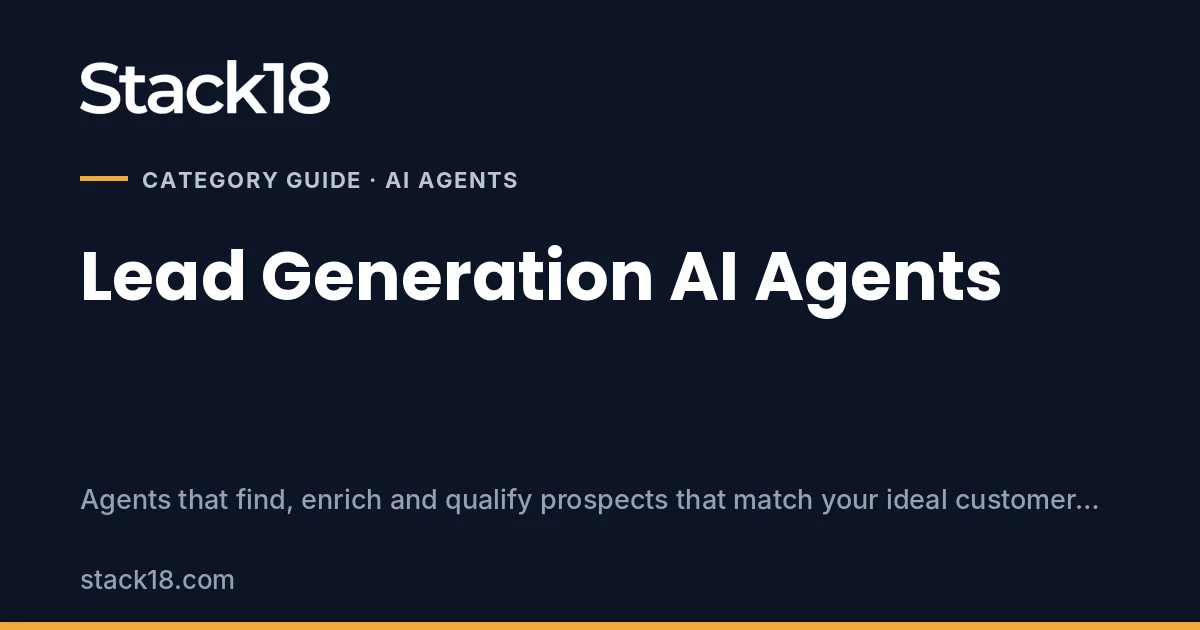 Stack18
CATEGORY GUIDE · AI AGENTS
Lead Generation AI Agents
Agents that find, enrich and qualify prospects that match your ideal customer...
stack18.com